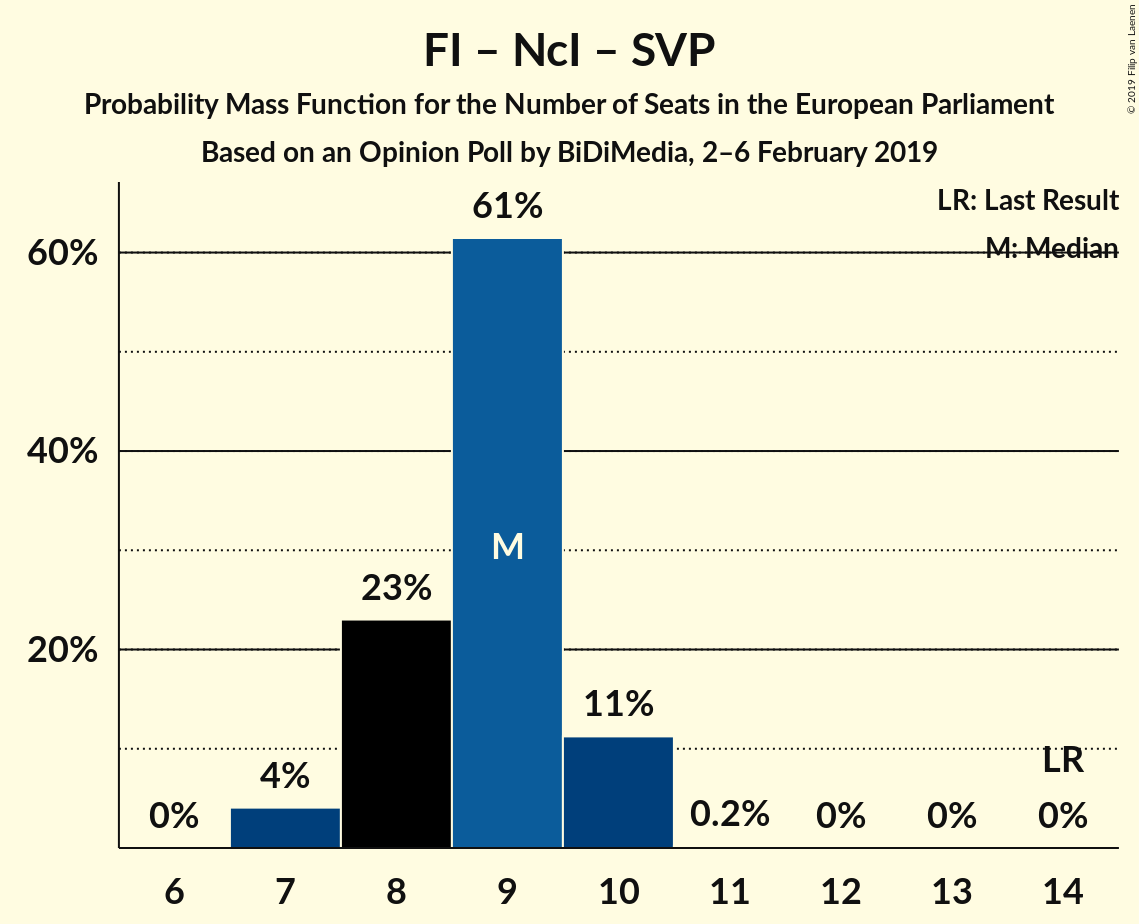 FI – NcI – SVP
Probability Mass Function for the Number of Seats in the European Parliament
Based on an Opinion Poll by BiDiMedia, 2–6 February 2019
© 2019 Filip van Laenen
LR: Last Result
M: Median
60%
40%
20%
0%
4%
23%
61%
M
11%
0.2%
0%
0%
LR
0%
6 7 8 9 10 11 12 13 14